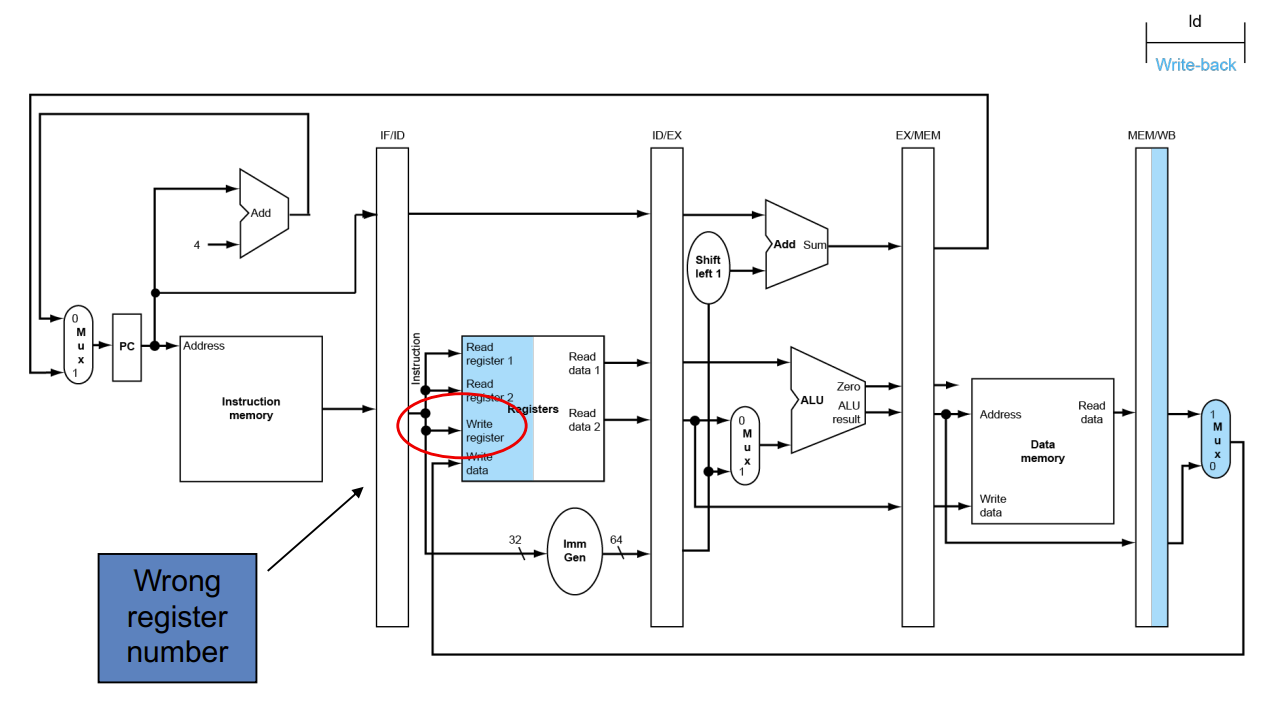 ld
Write-back
IF/ID
ID/EX
EX/MEM
MEM/WB
Add
4
Add Sum
Shift
left 1
0
M
u
x
1
PC
Address
Instruction
memory
Instruction
Read
register 1
Read
register 2
Write
register
Write
data
Registers
Read
data 1
Read
data 2
0
M
u
x
1
Zero
ALU
ALU
result
Address
Read
data
Data
memory
Write
data
1
M
u
x
0
32
Imm
Gen
64
Wrong
register
number